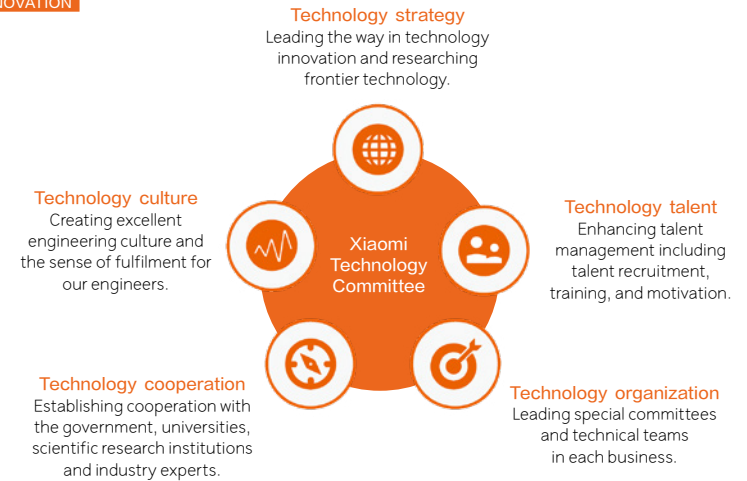 Technology strategy
Leading the way in technology
innovation and researching
frontier technology.
Technology culture
Creating excellent
engineering culture and
the sense of fulfilment for
our engineers.
Xiaomi
Technology
Committee
Technology talent
Enhancing talent
management including
talent recruitment,
training, and motivation.
Technology cooperation
Establishing cooperation with
the government, universities,
scientific research institutions
and industry experts.
Technology organization
Leading special committees
and technical teams
in each business.